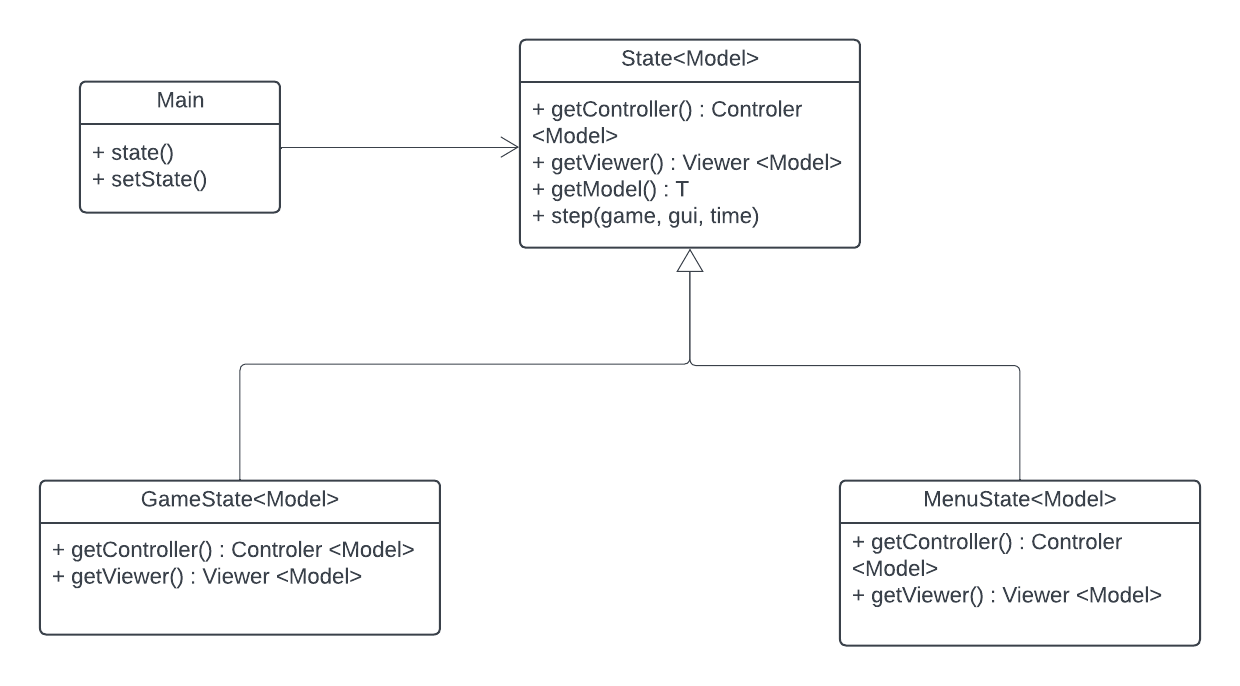 State<Model>
+ getController() : Controler
<Model>
+ getViewer() : Viewer <Model>
+ getModel() : T
+ step(game, gui, time)
Main
+ state()
+ setState()
GameState<Model>
+ getController() : Controler <Model>
+ getViewer() : Viewer <Model>
MenuState<Model>
+ getController() : Controler
<Model>
+ getViewer() : Viewer <Model>